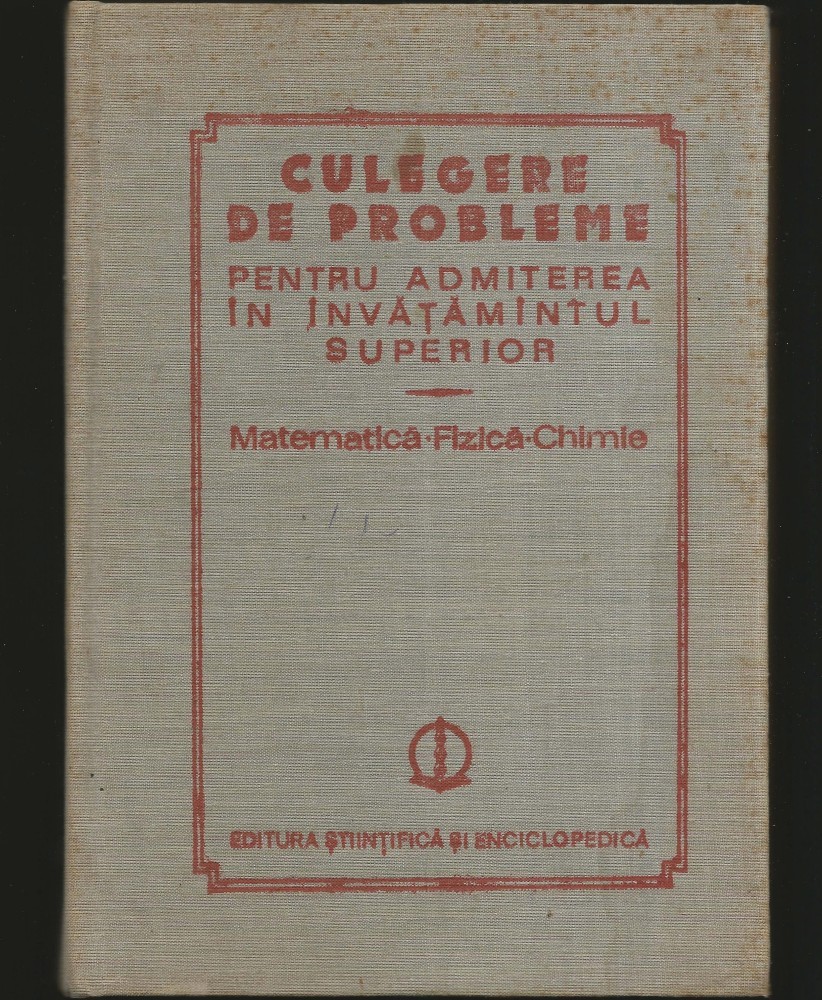 CULEGERE
DE PROBLEME
PENTRU ADMITEREA
ÎN ÎNVĂȚĂMÎNTUL
SUPERIOR
Matematică·Fizică·Chimie
EDITURA ȘTIINȚIFICĂ ȘI ENCICLOPEDICĂ